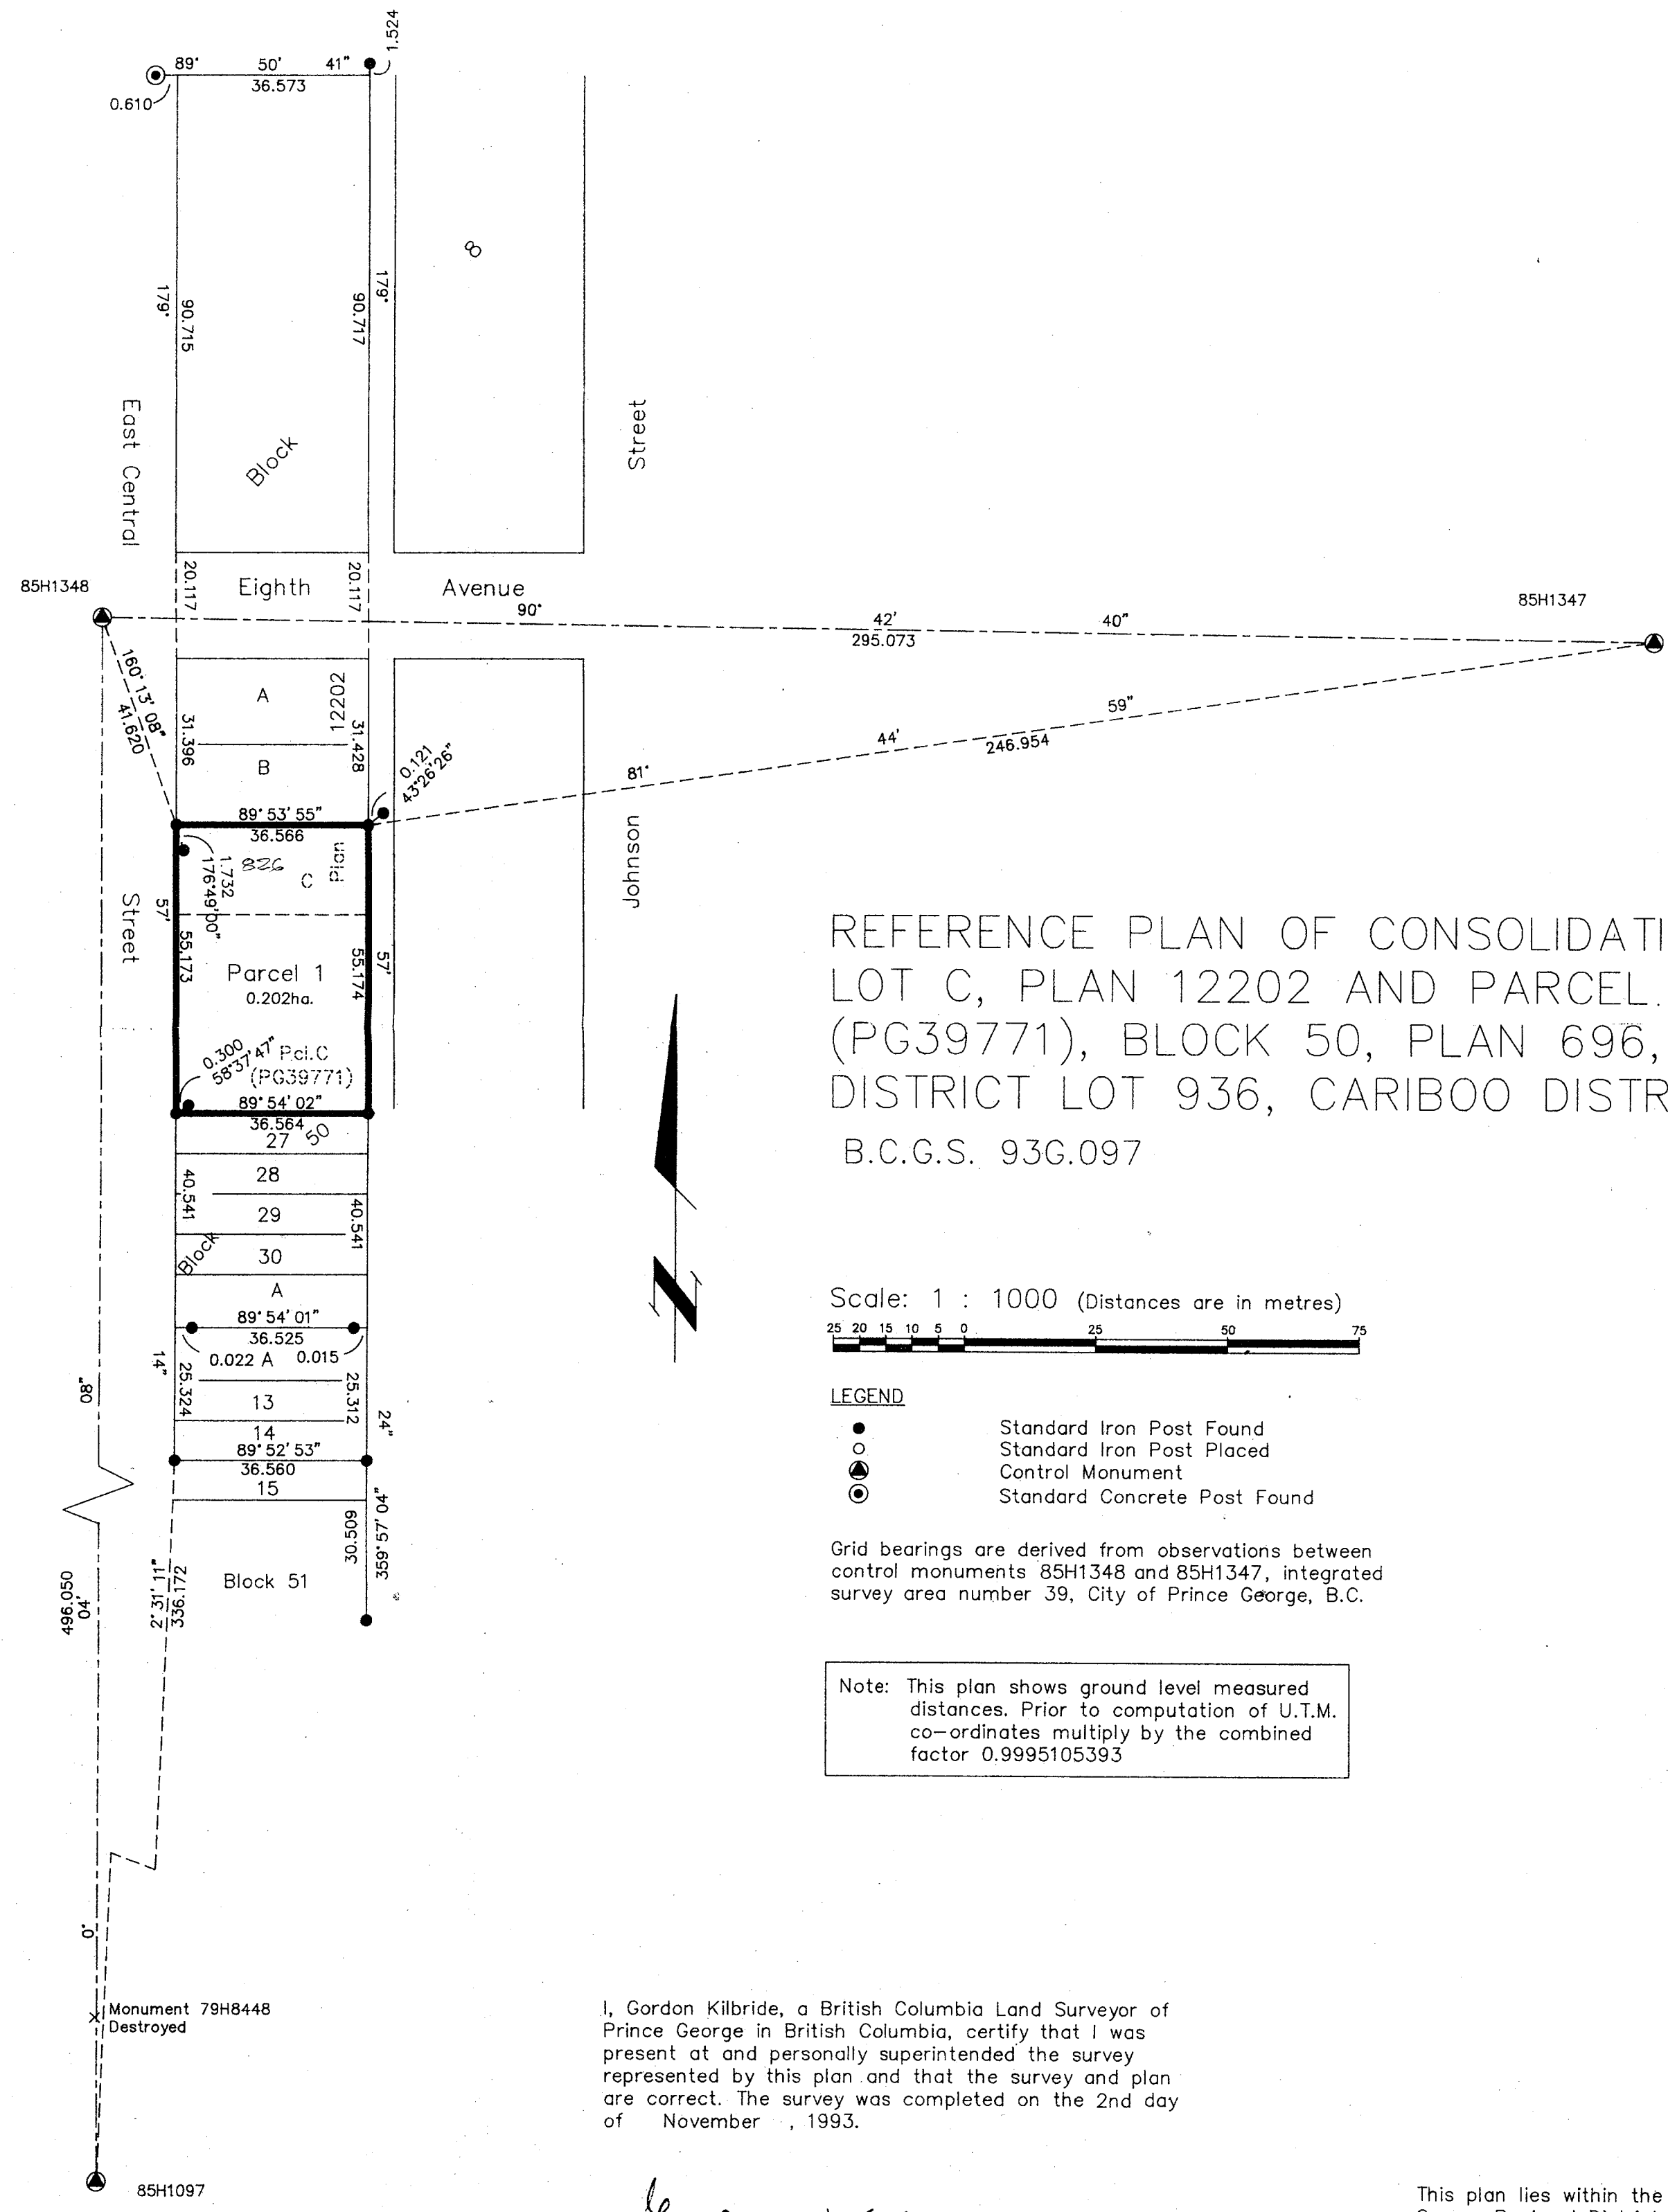 1.524
89° 50' 41"
36.573
0.610
179°
90.715
90.717
179°
8
East Central
Block
Street
20.117
Eighth
20.117
Avenue
85H1348
90° 42' 40"
295.073
85H1347
160° 13' 08"
41.620
A
12202
31.396
31.428
B
0.121
43°26'26"
81° 44' 59"
246.954
89° 53' 55"
36.566
1.732
176°49'00"
826
C
Plan
Johnson
Street
57'
55.173
55.174
57'
Parcel 1
0.202ha.
0.300
58°37'47"
Pcl.C
(PG39771)
89° 54' 02"
36.564
27
50
28
40.541
29
40.541
Block
30
A
89° 54' 01"
36.525
0.022
A
0.015
14"
25.324
25.312
13
24"
08"
14
89° 52' 53"
36.560
15
30.509
359° 57' 04"
Block 51
2° 31' 11"
336.172
496.050
04'
0°
Monument 79H8448
Destroyed
85H1097
REFERENCE PLAN OF CONSOLIDATI
LOT C, PLAN 12202 AND PARCEL
(PG39771), BLOCK 50, PLAN 696,
DISTRICT LOT 936, CARIBOO DISTR
B.C.G.S. 93G.097
Scale: 1 : 1000 (Distances are in metres)
25 20 15 10 5 0 25 50 75
LEGEND
Standard Iron Post Found
Standard Iron Post Placed
Control Monument
Standard Concrete Post Found
Grid bearings are derived from observations between
control monuments 85H1348 and 85H1347, integrated
survey area number 39, City of Prince George, B.C.
Note: This plan shows ground level measured
distances. Prior to computation of U.T.M.
co-ordinates multiply by the combined
factor 0.9995105393
I, Gordon Kilbride, a British Columbia Land Surveyor of
Prince George in British Columbia, certify that I was
present at and personally superintended the survey
represented by this plan and that the survey and plan
are correct. The survey was completed on the 2nd day
of November , 1993.
This plan lies within the
N